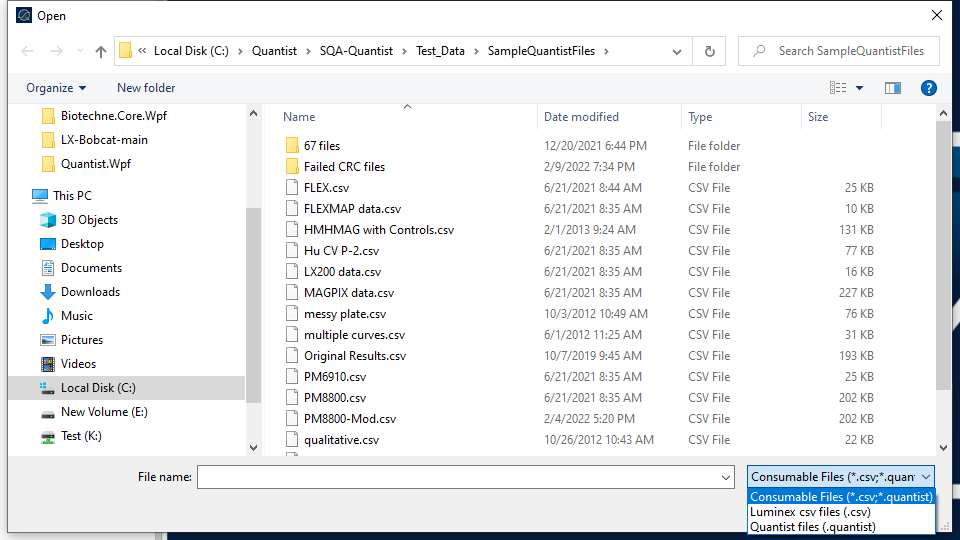 Open
« Local Disk (C:) > Quantist > SQA-Quantist > Test_Data > SampleQuantistFiles >
Search SampleQuantistFiles
Organize
New folder
Biotechne.Core.Wpf
LX-Bobcat-main
Quantist.Wpf
This PC
3D Objects
Desktop
Documents
Downloads
Music
Pictures
Videos
Local Disk (C:)
New Volume (E:)
Test (K:)
Name Date modified Type Size
67 files 12/20/2021 6:44 PM File folder
Failed CRC files 2/9/2022 7:34 PM File folder
FLEX.csv 6/21/2021 8:44 AM CSV File 25 KB
FLEXMAP data.csv 6/21/2021 8:35 AM CSV File 10 KB
HMHMAG with Controls.csv 2/1/2013 9:24 AM CSV File 131 KB
Hu CV P-2.csv 6/21/2021 8:35 AM CSV File 77 KB
LX200 data.csv 6/21/2021 8:35 AM CSV File 16 KB
MAGPIX data.csv 6/21/2021 8:35 AM CSV File 227 KB
messy plate.csv 10/3/2012 10:49 AM CSV File 76 KB
multiple curves.csv 6/1/2012 11:25 AM CSV File 31 KB
Original Results.csv 10/7/2019 9:45 AM CSV File 193 KB
PM6910.csv 6/21/2021 8:35 AM CSV File 25 KB
PM8800.csv 6/21/2021 8:35 AM CSV File 202 KB
PM8800-Mod.csv 2/4/2022 5:20 PM CSV File 202 KB
qualitative.csv 10/26/2012 10:43 AM CSV File 22 KB
File name:
Consumable Files (*.csv;*.quan
Consumable Files (*.csv;*.quantist)
Luminex csv files (.csv)
Quantist files (.quantist)